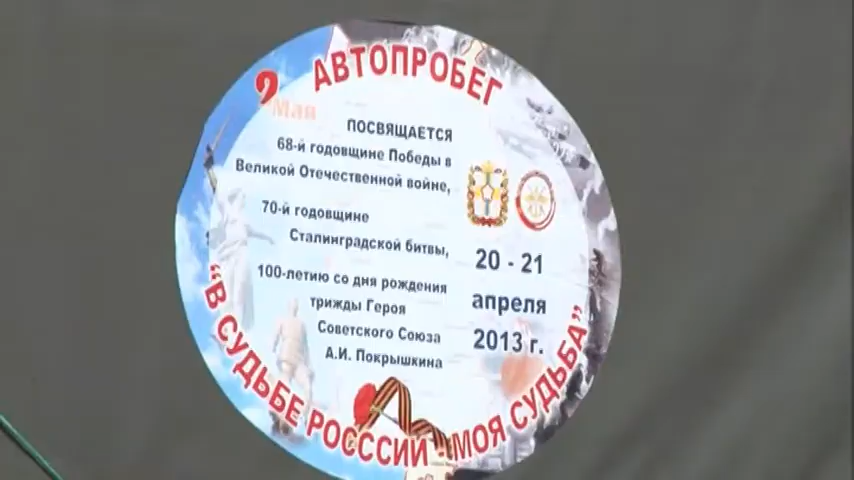 АВТОПРОБЕГ
9 Мая
ПОСВЯЩАЕТСЯ
68-й годовщине Победы в
Великой Отечественной войне,
70-й годовщине
Сталинградской битвы,
100-летию со дня рождения
трижды Героя
Советского Союза
А.И. Покрышкина
20 - 21
апреля
2013 г.
“В СУДЬБЕ РОСССИИ - МОЯ СУДЬБА”